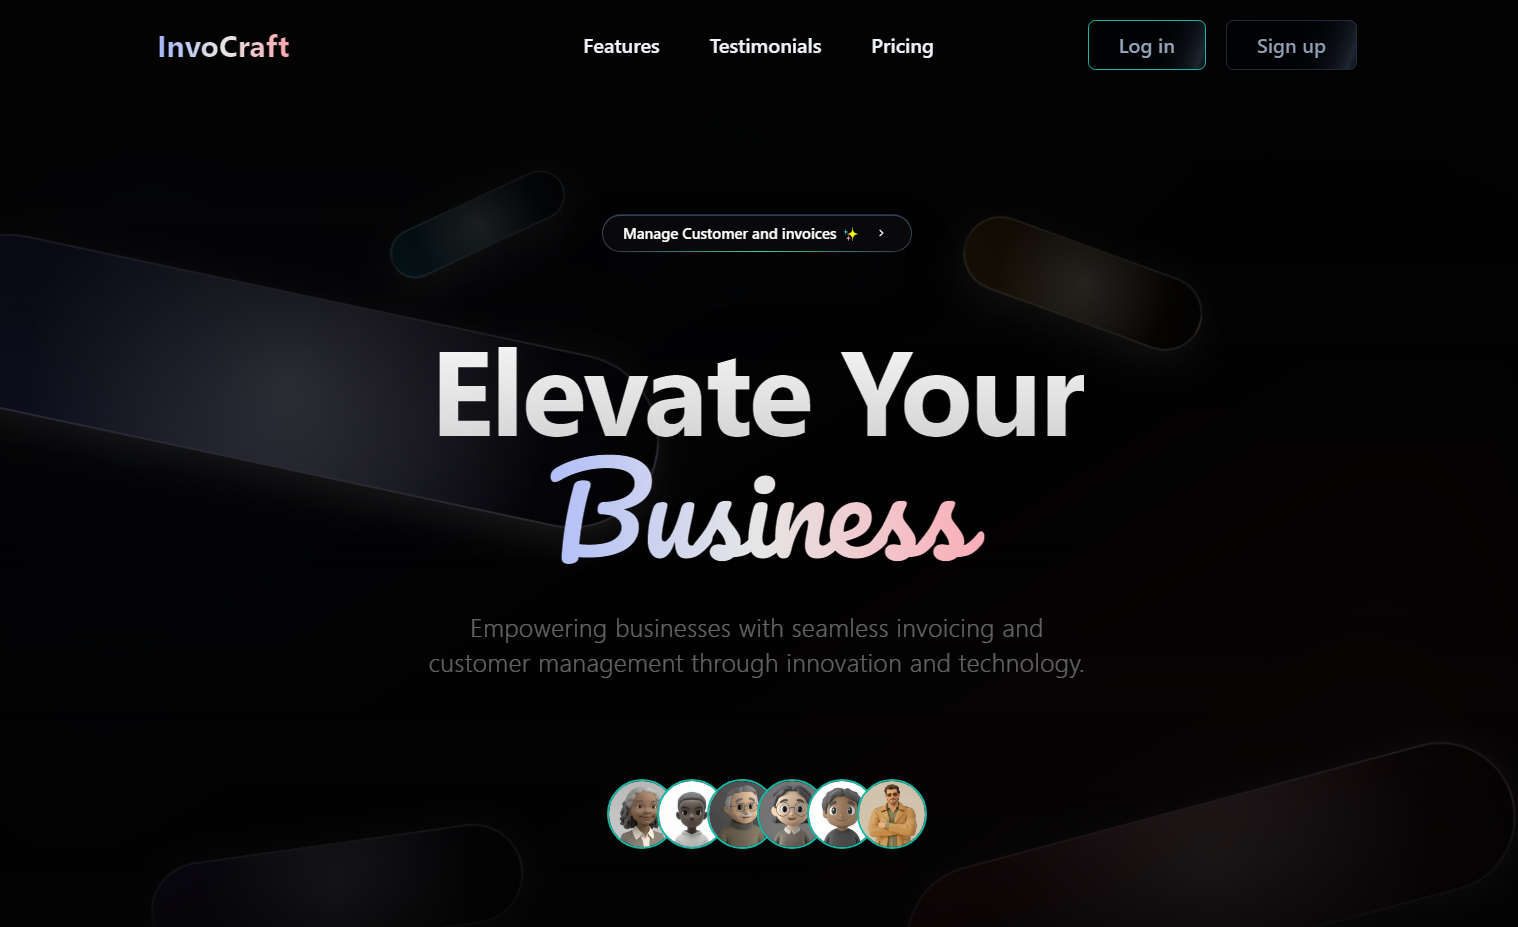 InvoCraft
Features
Testimonials
Pricing
Log in
Sign up
Manage Customer and invoices ✨ ›
Elevate Your
Business
Empowering businesses with seamless invoicing and
customer management through innovation and technology.